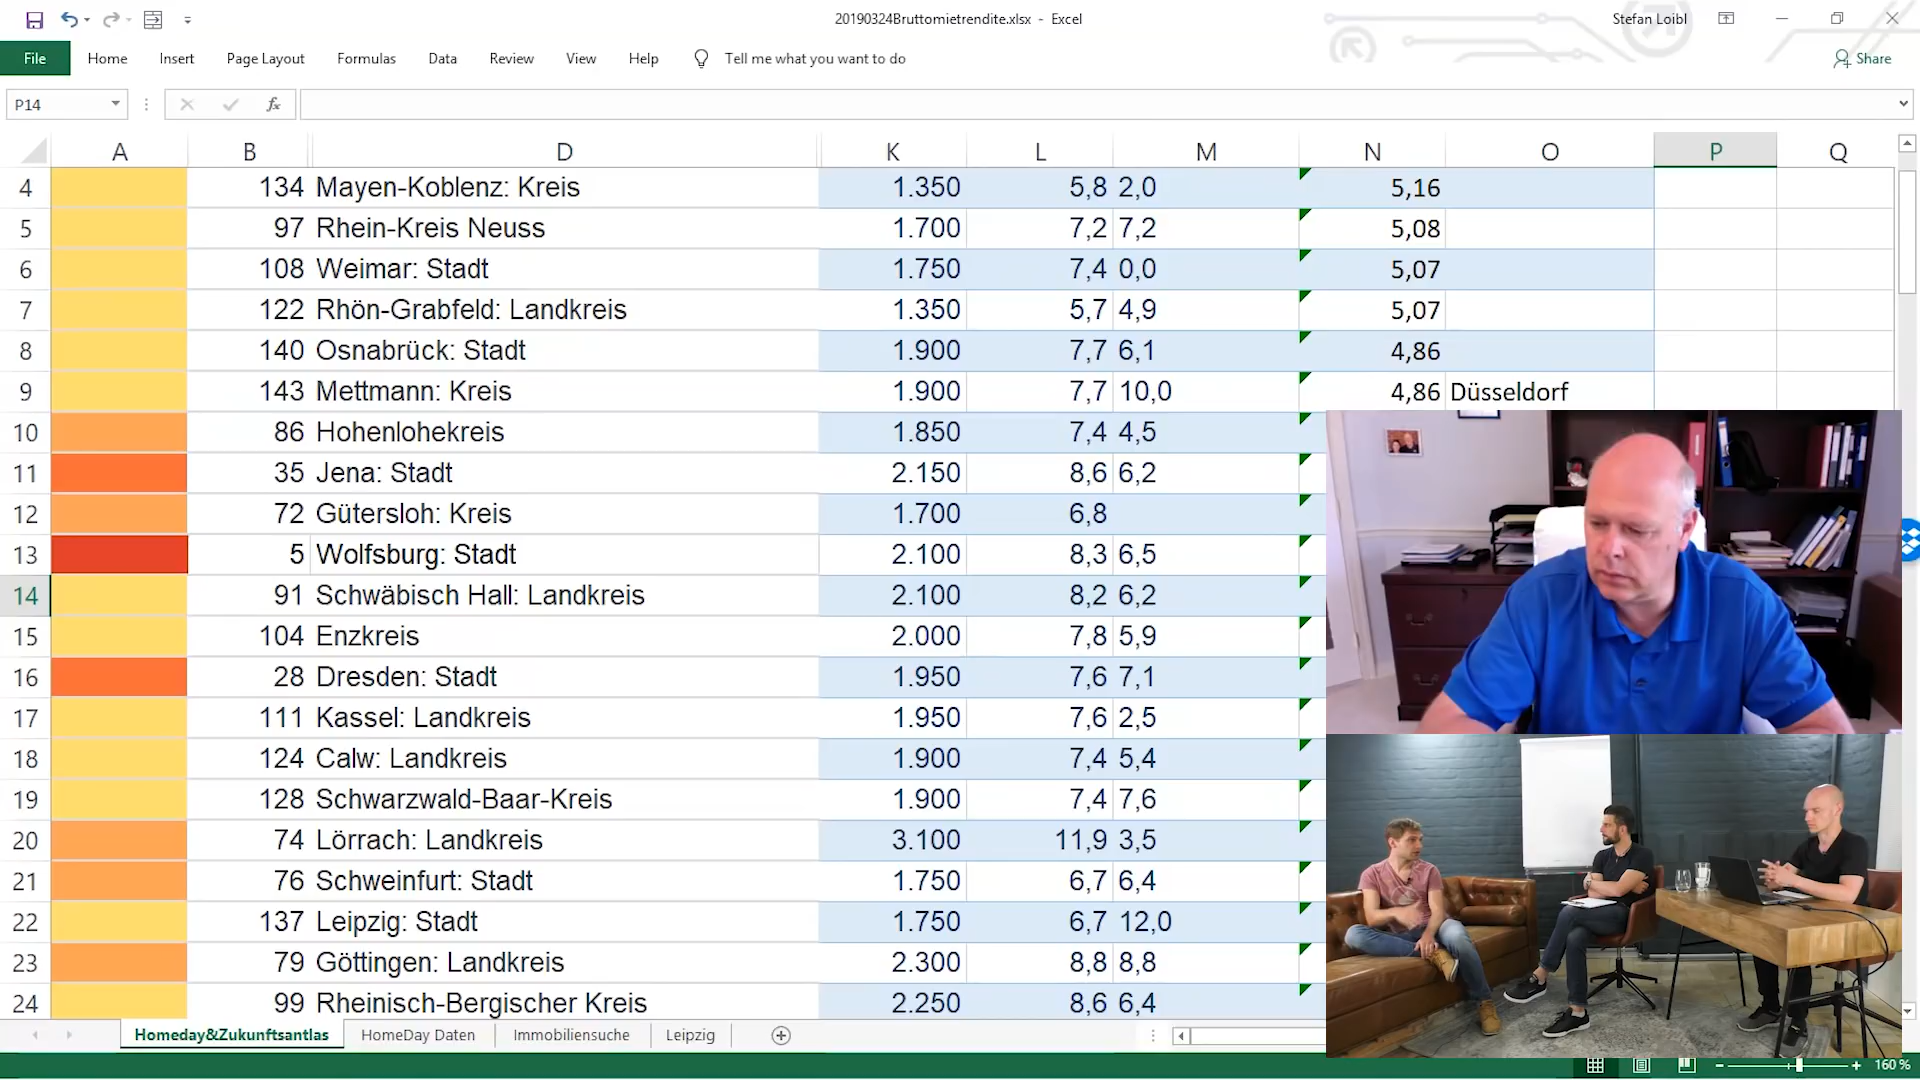 20190324Bruttomietrendite.xlsx - Excel
Stefan Loibl
File Home Insert Page Layout Formulas Data Review View Help Tell me what you want to do Share
P14 fx
A B D K L M N O P Q
4 134 Mayen-Koblenz: Kreis 1.350 5,8 2,0 5,16
5 97 Rhein-Kreis Neuss 1.700 7,2 7,2 5,08
6 108 Weimar: Stadt 1.750 7,4 0,0 5,07
7 122 Rhön-Grabfeld: Landkreis 1.350 5,7 4,9 5,07
8 140 Osnabrück: Stadt 1.900 7,7 6,1 4,86
9 143 Mettmann: Kreis 1.900 7,7 10,0 4,86 Düsseldorf
10 86 Hohenlohekreis 1.850 7,4 4,5
11 35 Jena: Stadt 2.150 8,6 6,2
12 72 Gütersloh: Kreis 1.700 6,8
13 5 Wolfsburg: Stadt 2.100 8,3 6,5
14 91 Schwäbisch Hall: Landkreis 2.100 8,2 6,2
15 104 Enzkreis 2.000 7,8 5,9
16 28 Dresden: Stadt 1.950 7,6 7,1
17 111 Kassel: Landkreis 1.950 7,6 2,5
18 124 Calw: Landkreis 1.900 7,4 5,4
19 128 Schwarzwald-Baar-Kreis 1.900 7,4 7,6
20 74 Lörrach: Landkreis 3.100 11,9 3,5
21 76 Schweinfurt: Stadt 1.750 6,7 6,4
22 137 Leipzig: Stadt 1.750 6,7 12,0
23 79 Göttingen: Landkreis 2.300 8,8 8,8
24 99 Rheinisch-Bergischer Kreis 2.250 8,6 6,4
Homeday&Zukunftsantlas HomeDay Daten Immobiliensuche Leipzig
160 %